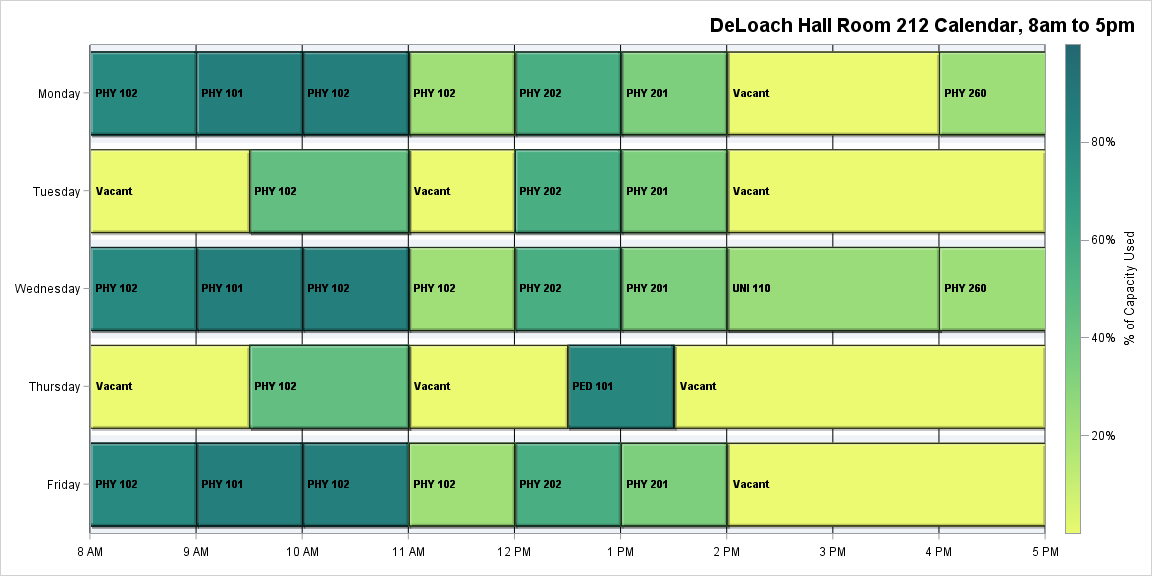 DeLoach Hall Room 212 Calendar, 8am to 5pm
Monday
PHY 102
PHY 101
PHY 102
PHY 102
PHY 202
PHY 201
Vacant
PHY 260
Tuesday
Vacant
PHY 102
Vacant
PHY 202
PHY 201
Vacant
Wednesday
PHY 102
PHY 101
PHY 102
PHY 102
PHY 202
PHY 201
UNI 110
PHY 260
Thursday
Vacant
PHY 102
Vacant
PED 101
Vacant
Friday
PHY 102
PHY 101
PHY 102
PHY 102
PHY 202
PHY 201
Vacant
8 AM
9 AM
10 AM
11 AM
12 PM
1 PM
2 PM
3 PM
4 PM
5 PM
80%
60%
40%
20%
% of Capacity Used